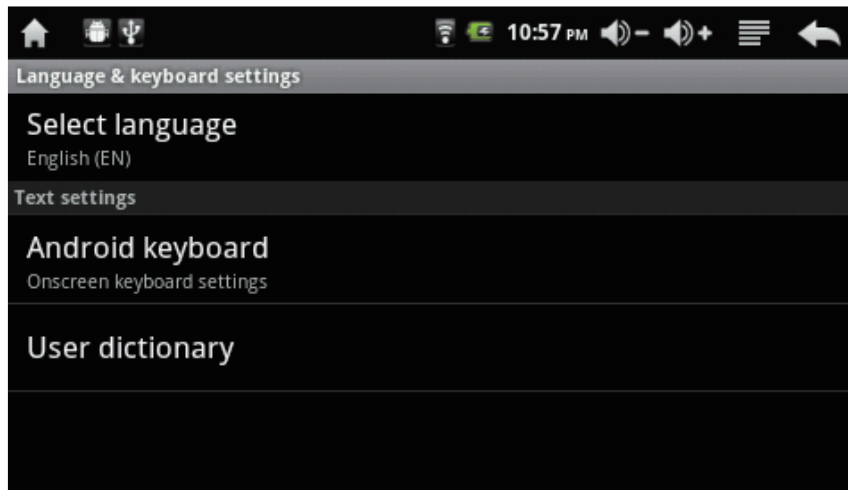 10:57 PM
Language & keyboard settings
Select language
English (EN)
Text settings
Android keyboard
Onscreen keyboard settings
User dictionary